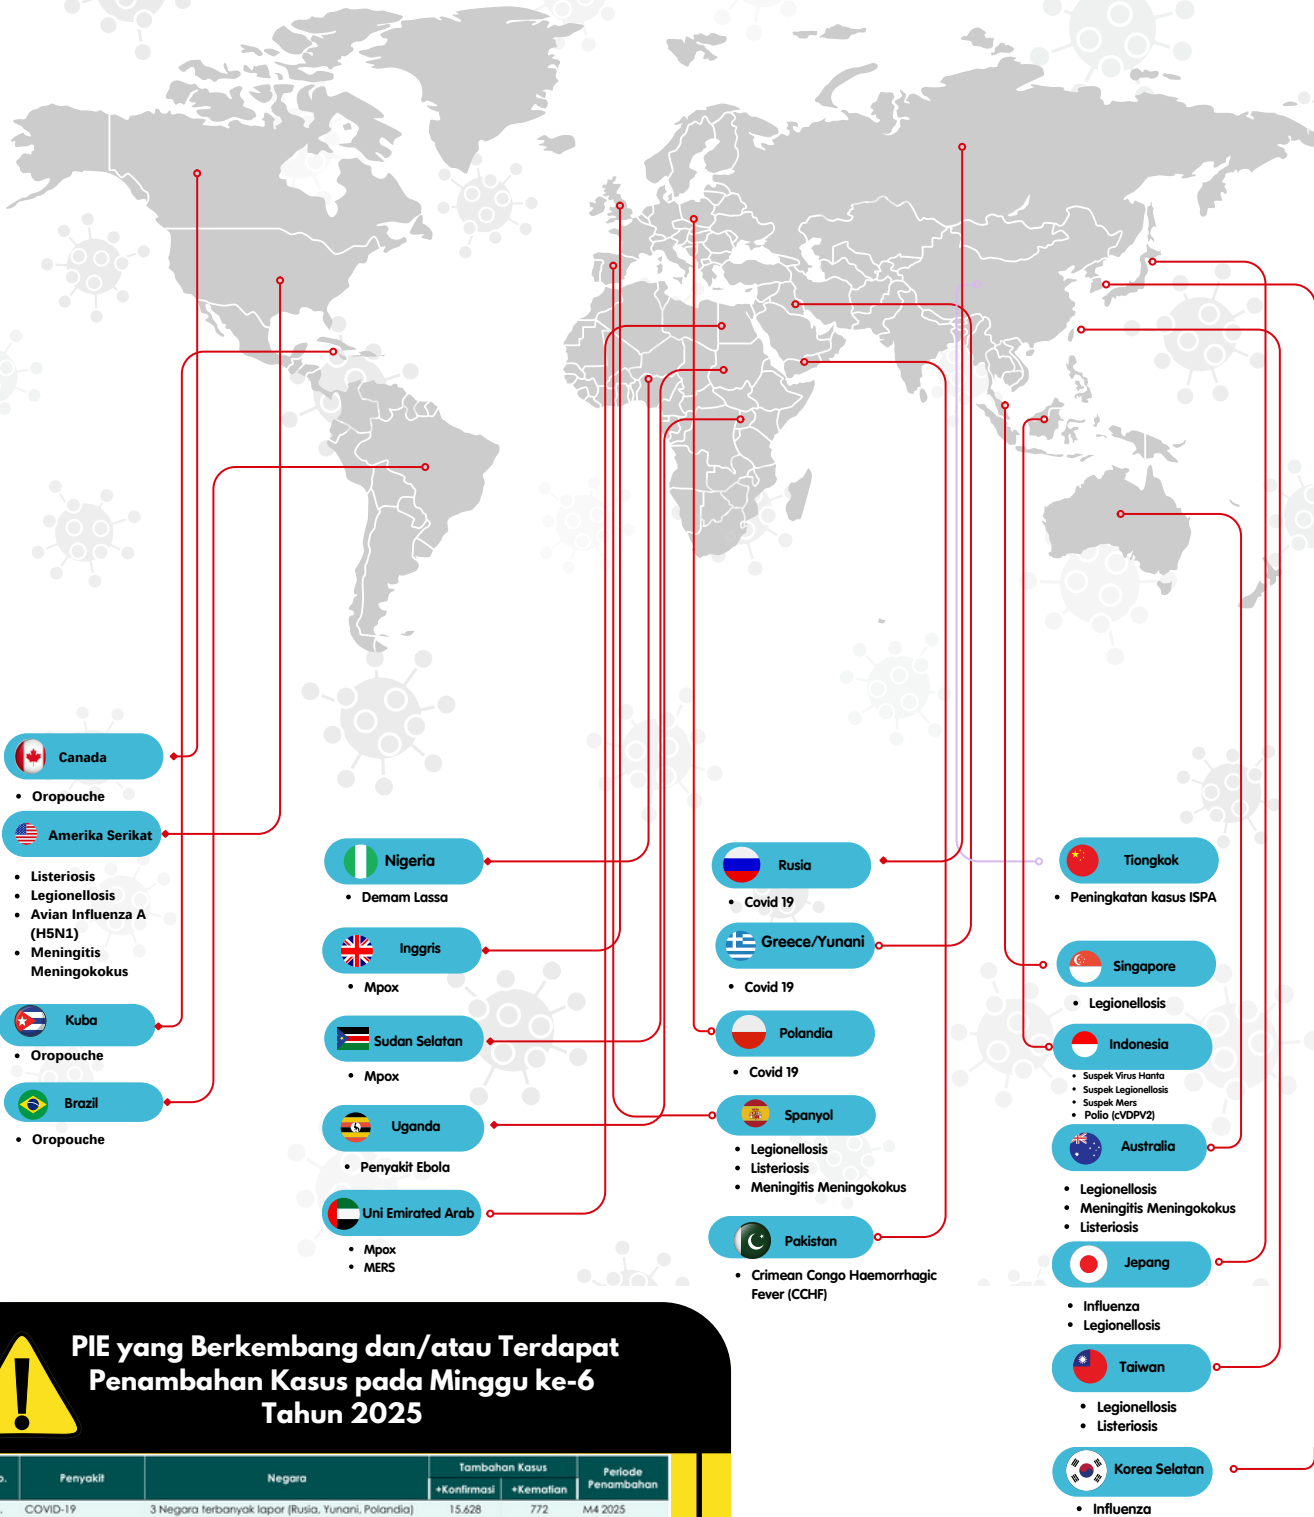 Canada
• Oropouche
Amerika Serikat
• Listeriosis
• Legionellosis
• Avian Influenza A
(H5N1)
• Meningitis
Meningokokus
Kuba
• Oropouche
Brazil
• Oropouche
Nigeria
• Demam Lassa
Inggris
• Mpox
Sudan Selatan
• Mpox
Uganda
• Penyakit Ebola
Uni Emirated Arab
• Mpox
• MERS
Rusia
• Covid 19
Greece/Yunani
• Covid 19
Polandia
• Covid 19
Spanyol
• Legionellosis
• Listeriosis
• Meningitis Meningokokus
Pakistan
• Crimean Congo Haemorrhagic
Fever (CCHF)
Tiongkok
• Peningkatan kasus ISPA
Singapore
• Legionellosis
Indonesia
• Suspek Virus Hanta
• Suspek Legionellosis
• Suspek Mers
• Polio (cVDPV2)
Australia
• Legionellosis
• Meningitis Meningokokus
• Listeriosis
Jepang
• Influenza
• Legionellosis
Taiwan
• Legionellosis
• Listeriosis
Korea Selatan
• Influenza
PIE yang Berkembang dan/atau Terdapat
Penambahan Kasus pada Minggu ke-6
Tahun 2025
Penyakit Negara Tambahan Kasus Periode Penambahan
+Konfirmasi +Kematian
COVID-19 3 Negara terbanyak lapor (Rusia, Yunani, Polandia) 15.628 772 M4 2025